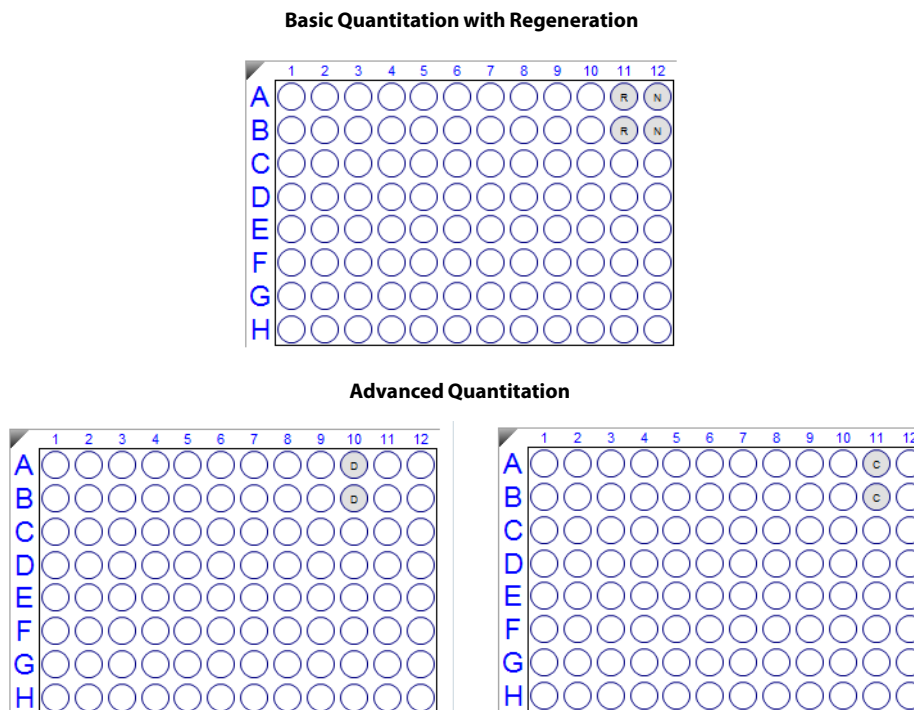 Basic Quantitation with Regeneration
1 2 3 4 5 6 7 8 9 10 11 12
A R N
B R N
C
D
E
F
G
H
Advanced Quantitation
1 2 3 4 5 6 7 8 9 10 11 12
A D
B D
C
D
E
F
G
H
1 2 3 4 5 6 7 8 9 10 11 12
A C
B C
C
D
E
F
G
H